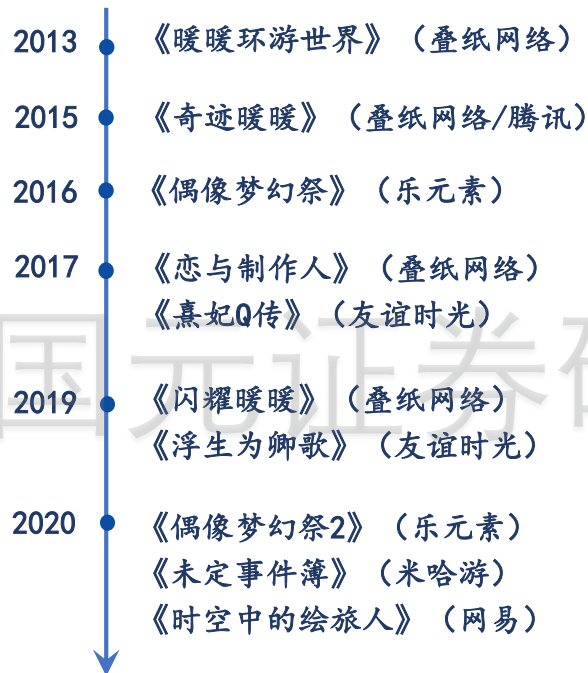 2013 《暖暖环游世界》（叠纸网络）
2015 《奇迹暖暖》（叠纸网络/腾讯）
2016 《偶像梦幻祭》（乐元素）
2017 《恋与制作人》（叠纸网络）
《熹妃Q传》（友谊时光）
国元证券研
2019 《闪耀暖暖》（叠纸网络）
《浮生为卿歌》（友谊时光）
2020 《偶像梦幻祭2》（乐元素）
《未定事件簿》（米哈游）
《时空中的绘旅人》（网易）